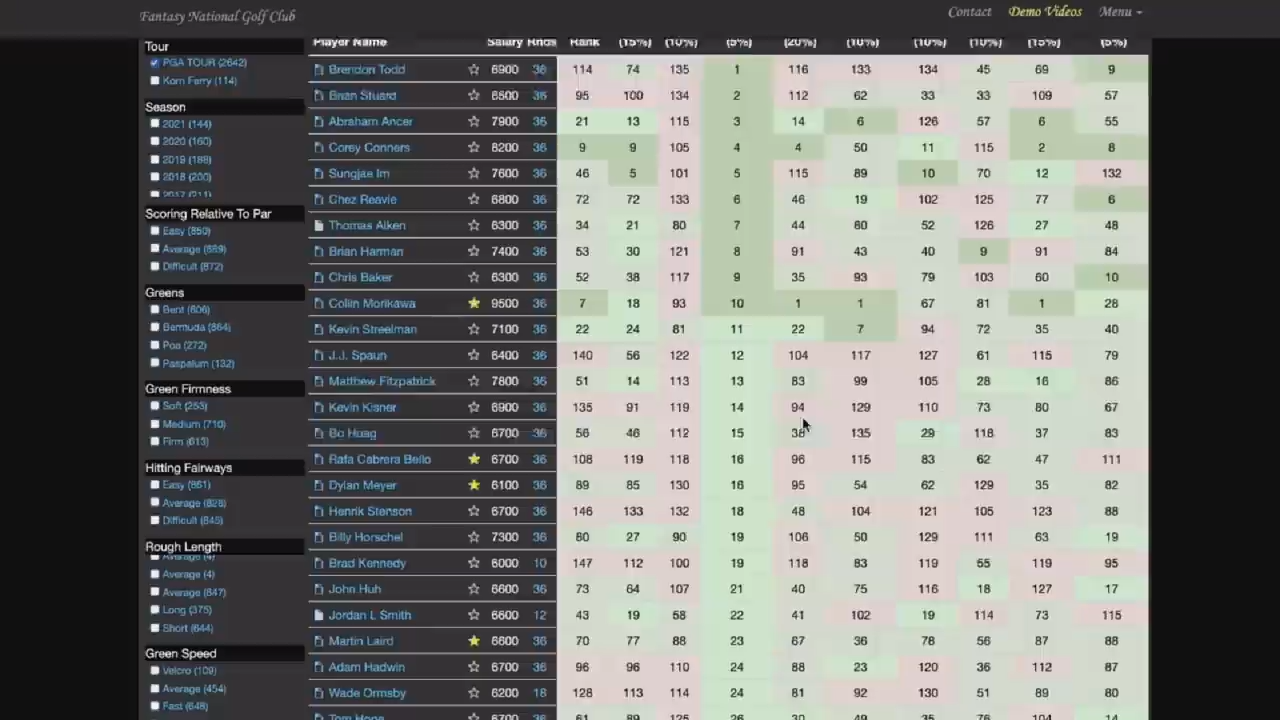 Fantasy National Golf Club Contact Demo Videos Menu
Tour
PGA TOUR (2642)
Korn Ferry (114)
Season
2021 (144)
2020 (160)
2019 (188)
2018 (200)
2017 (211)
Scoring Relative To Par
Easy (850)
Average (889)
Difficult (872)
Greens
Bent (606)
Bermuda (864)
Poa (272)
Paspalum (132)
Green Firmness
Soft (253)
Medium (710)
Firm (613)
Hitting Fairways
Easy (861)
Average (828)
Difficult (845)
Rough Length
Average (4)
Average (4)
Average (647)
Long (375)
Short (644)
Green Speed
Velcro (109)
Average (454)
Fast (648)
Player Name Salary Rnds Rank (15%) (10%) (5%) (20%) (10%) (10%) (10%) (15%) (5%)
Brendon Todd 6900 36 114 74 135 1 116 133 134 45 69 9
Brian Stuard 6600 36 95 100 134 2 112 62 33 33 109 57
Abraham Ancer 7900 36 21 13 115 3 14 6 126 57 6 55
Corey Conners 8200 36 9 9 105 4 4 50 11 115 2 8
Sungjae Im 7600 36 46 5 101 5 115 89 10 70 12 132
Chez Reavie 6800 36 72 72 133 6 46 19 102 125 77 6
Thomas Aiken 6300 36 34 21 80 7 44 60 52 126 27 48
Brian Harman 7400 36 53 30 121 8 91 43 40 9 91 84
Chris Baker 6300 36 52 38 117 9 35 93 79 103 60 10
Collin Morikawa 9500 36 7 18 93 10 1 1 67 81 1 28
Kevin Streelman 7100 36 22 24 81 11 22 7 94 72 35 40
J.J. Spaun 6400 36 140 56 122 12 104 117 127 61 115 79
Matthew Fitzpatrick 7800 36 51 14 113 13 83 99 105 28 16 86
Kevin Kisner 6900 36 135 91 119 14 94 129 110 73 80 67
Bo Hoag 6700 36 56 46 112 15 38 135 29 118 37 83
Rafa Cabrera Bello 6700 36 108 119 118 16 96 115 83 62 47 111
Dylan Meyer 6100 36 89 85 130 16 95 54 62 129 35 82
Henrik Stenson 6700 36 146 133 132 18 48 104 121 105 123 88
Billy Horschel 7300 36 80 27 90 19 106 50 129 111 63 19
Brad Kennedy 6000 10 147 112 100 19 118 83 119 55 119 95
John Huh 6600 36 73 64 107 21 40 75 116 18 127 17
Jordan L Smith 6600 12 43 19 58 22 41 102 19 114 73 115
Martin Laird 6800 36 70 77 88 23 67 36 78 56 87 88
Adam Hadwin 6700 36 96 96 110 24 88 23 120 36 112 87
Wade Ormsby 6200 18 128 113 114 24 81 92 130 51 89 80
Tom Hoge 6700 36 61 89 125 26 30 49 35 76 104 14